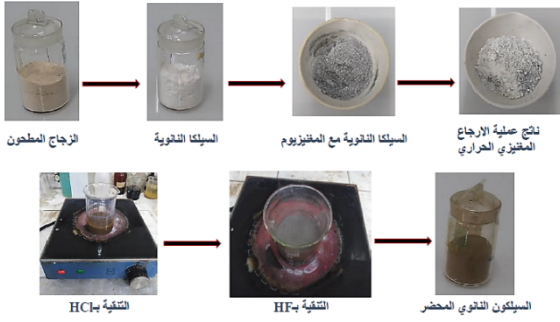 الزجاج المطحون
السيلكا النانوية
السيلكا النانوية مع المغنيزيوم
ناتج عملية الارجاع
المغنيزي الحراري
التنقية بـHCl
التنقية بـHF
السيلكون النانوي المحضر